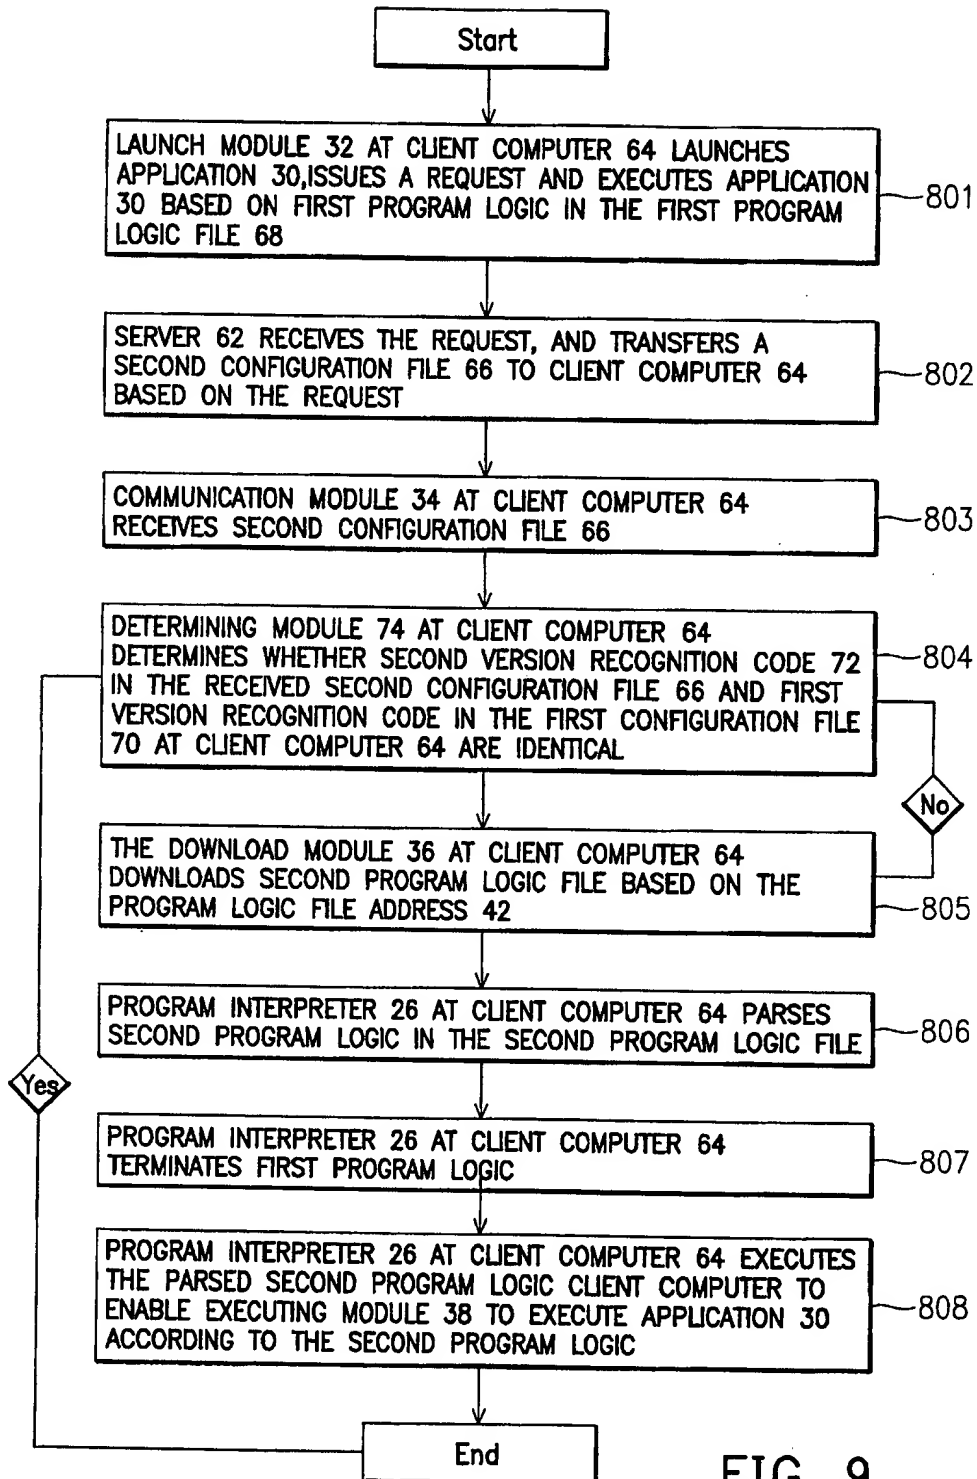 Start
LAUNCH MODULE 32 AT CLIENT COMPUTER 64 LAUNCHES
APPLICATION 30,ISSUES A REQUEST AND EXECUTES APPLICATION
30 BASED ON FIRST PROGRAM LOGIC IN THE FIRST PROGRAM
LOGIC FILE 68
801
SERVER 62 RECEIVES THE REQUEST, AND TRANSFERS A
SECOND CONFIGURATION FILE 66 TO CLIENT COMPUTER 64
BASED ON THE REQUEST
802
COMMUNICATION MODULE 34 AT CLIENT COMPUTER 64
RECEIVES SECOND CONFIGURATION FILE 66
803
DETERMINING MODULE 74 AT CLIENT COMPUTER 64
DETERMINES WHETHER SECOND VERSION RECOGNITION CODE 72
IN THE RECEIVED SECOND CONFIGURATION FILE 66 AND FIRST
VERSION RECOGNITION CODE IN THE FIRST CONFIGURATION FILE
70 AT CLIENT COMPUTER 64 ARE IDENTICAL
804
No
THE DOWNLOAD MODULE 36 AT CLIENT COMPUTER 64
DOWNLOADS SECOND PROGRAM LOGIC FILE BASED ON THE
PROGRAM LOGIC FILE ADDRESS 42
805
PROGRAM INTERPRETER 26 AT CLIENT COMPUTER 64 PARSES
SECOND PROGRAM LOGIC IN THE SECOND PROGRAM LOGIC FILE
806
Yes
PROGRAM INTERPRETER 26 AT CLIENT COMPUTER 64
TERMINATES FIRST PROGRAM LOGIC
807
PROGRAM INTERPRETER 26 AT CLIENT COMPUTER 64 EXECUTES
THE PARSED SECOND PROGRAM LOGIC CLIENT COMPUTER TO
ENABLE EXECUTING MODULE 38 TO EXECUTE APPLICATION 30
ACCORDING TO THE SECOND PROGRAM LOGIC
808
End
FIG. 9